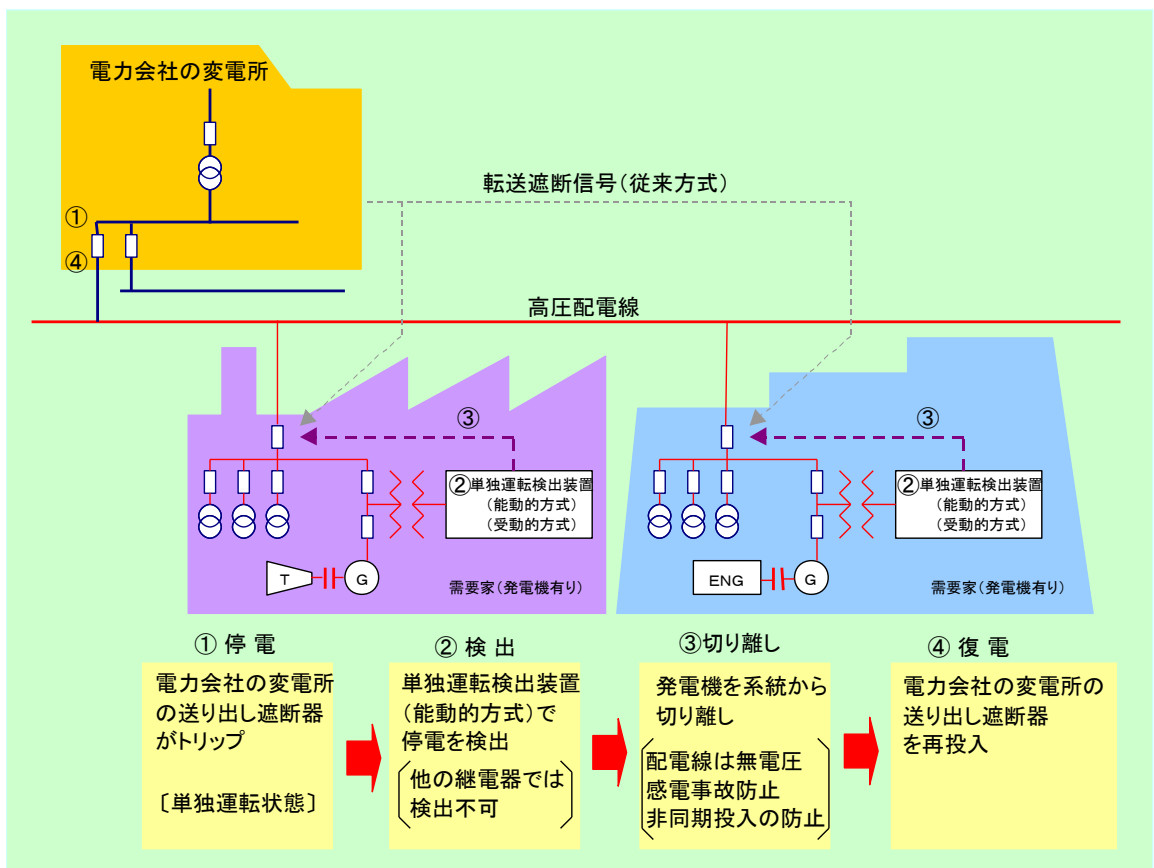 電力会社の変電所
転送遮断信号(従来方式)
①
④
高圧配電線
③
②単独運転検出装置
(能動的方式)
(受動的方式)
T
G
需要家(発電機有り)
③
②単独運転検出装置
(能動的方式)
(受動的方式)
ENG
G
需要家(発電機有り)
① 停 電
電力会社の変電所
の送り出し遮断器
がトリップ
〔単独運転状態〕
② 検 出
単独運転検出装置
(能動的方式)で
停電を検出
他の継電器では
検出不可
③切り離し
発電機を系統から
切り離し
配電線は無電圧
感電事故防止
非同期投入の防止
④ 復 電
電力会社の変電所の
送り出し遮断器
を再投入